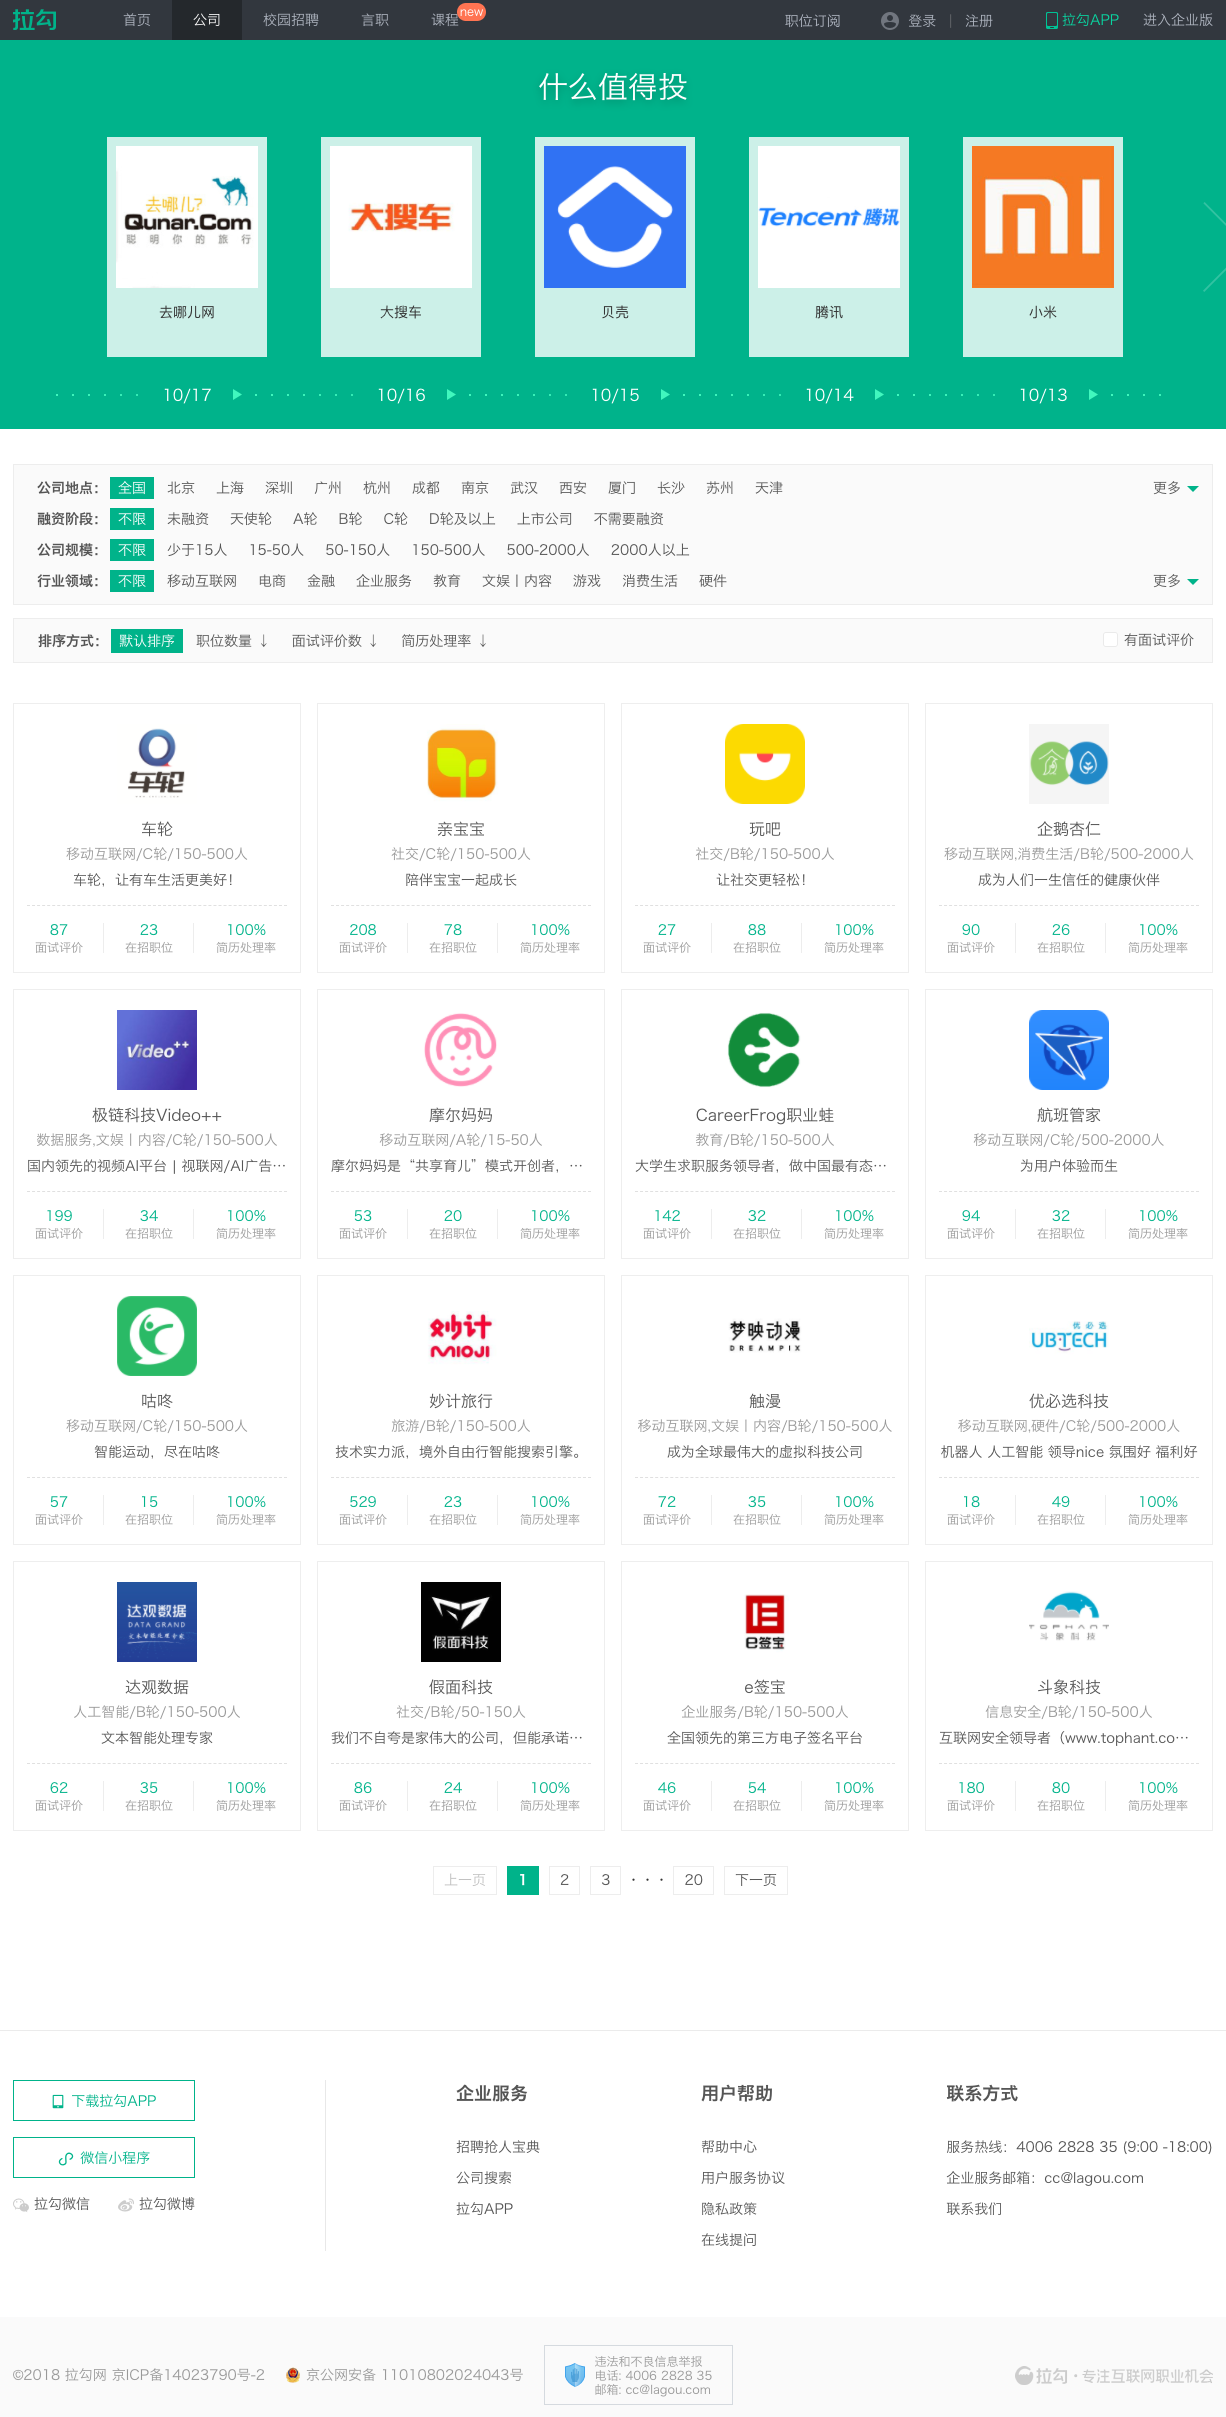 拉勾 首页 公司 校园招聘 言职 课程 new 职位订阅 登录 | 注册 拉勾APP 进入企业版
什么值得投
去哪儿? Qunar.Com 聪明你的旅行
大搜车
Tencent 腾讯
去哪儿网 大搜车 贝壳 腾讯 小米
10/17 10/16 10/15 10/14 10/13
公司地点： 全国 北京 上海 深圳 广州 杭州 成都 南京 武汉 西安 厦门 长沙 苏州 天津 更多
融资阶段： 不限 未融资 天使轮 A轮 B轮 C轮 D轮及以上 上市公司 不需要融资
公司规模： 不限 少于15人 15-50人 50-150人 150-500人 500-2000人 2000人以上
行业领域： 不限 移动互联网 电商 金融 企业服务 教育 文娱丨内容 游戏 消费生活 硬件 更多
排序方式： 默认排序 职位数量 ↓ 面试评价数 ↓ 简历处理率 ↓ 有面试评价
车轮
车轮 亲宝宝 玩吧 企鹅杏仁
移动互联网/C轮/150-500人 社交/C轮/150-500人 社交/B轮/150-500人 移动互联网,消费生活/B轮/500-2000人
车轮，让有车生活更美好！ 陪伴宝宝一起成长 让社交更轻松！ 成为人们一生信任的健康伙伴
87 23 100% 208 78 100% 27 88 100% 90 26 100%
面试评价 在招职位 简历处理率 面试评价 在招职位 简历处理率 面试评价 在招职位 简历处理率 面试评价 在招职位 简历处理率
Video++
极链科技Video++ 摩尔妈妈 CareerFrog职业蛙 航班管家
数据服务,文娱丨内容/C轮/150-500人 移动互联网/A轮/15-50人 教育/B轮/150-500人 移动互联网/C轮/500-2000人
国内领先的视频AI平台 | 视联网/AI广告… 摩尔妈妈是“共享育儿”模式开创者，… 大学生求职服务领导者，做中国最有态… 为用户体验而生
199 34 100% 53 20 100% 142 32 100% 94 32 100%
面试评价 在招职位 简历处理率 面试评价 在招职位 简历处理率 面试评价 在招职位 简历处理率 面试评价 在招职位 简历处理率
妙计 MIOJI 梦映动漫 DREAMPIX 优必选 UBTECH
咕咚 妙计旅行 触漫 优必选科技
移动互联网/C轮/150-500人 旅游/B轮/150-500人 移动互联网,文娱丨内容/B轮/150-500人 移动互联网,硬件/C轮/500-2000人
智能运动，尽在咕咚 技术实力派，境外自由行智能搜索引擎。 成为全球最伟大的虚拟科技公司 机器人 人工智能 领导nice 氛围好 福利好
57 15 100% 529 23 100% 72 35 100% 18 49 100%
面试评价 在招职位 简历处理率 面试评价 在招职位 简历处理率 面试评价 在招职位 简历处理率 面试评价 在招职位 简历处理率
达观数据 DATA GRAND 文本智能处理专家 假面科技 e签宝 TOPHANT 斗象科技
达观数据 假面科技 e签宝 斗象科技
人工智能/B轮/150-500人 社交/B轮/50-150人 企业服务/B轮/150-500人 信息安全/B轮/150-500人
文本智能处理专家 我们不自夸是家伟大的公司，但能承诺… 全国领先的第三方电子签名平台 互联网安全领导者（www.tophant.co…
62 35 100% 86 24 100% 46 54 100% 180 80 100%
面试评价 在招职位 简历处理率 面试评价 在招职位 简历处理率 面试评价 在招职位 简历处理率 面试评价 在招职位 简历处理率
上一页 1 2 3 · · · 20 下一页
下载拉勾APP
微信小程序
拉勾微信 拉勾微博
企业服务
招聘抢人宝典
公司搜索
拉勾APP
用户帮助
帮助中心
用户服务协议
隐私政策
在线提问
联系方式
服务热线：4006 2828 35 (9:00 -18:00)
企业服务邮箱：cc@lagou.com
联系我们
©2018 拉勾网 京ICP备14023790号-2 京公网安备 11010802024043号
违法和不良信息举报
电话: 4006 2828 35
邮箱: cc@lagou.com
拉勾 · 专注互联网职业机会